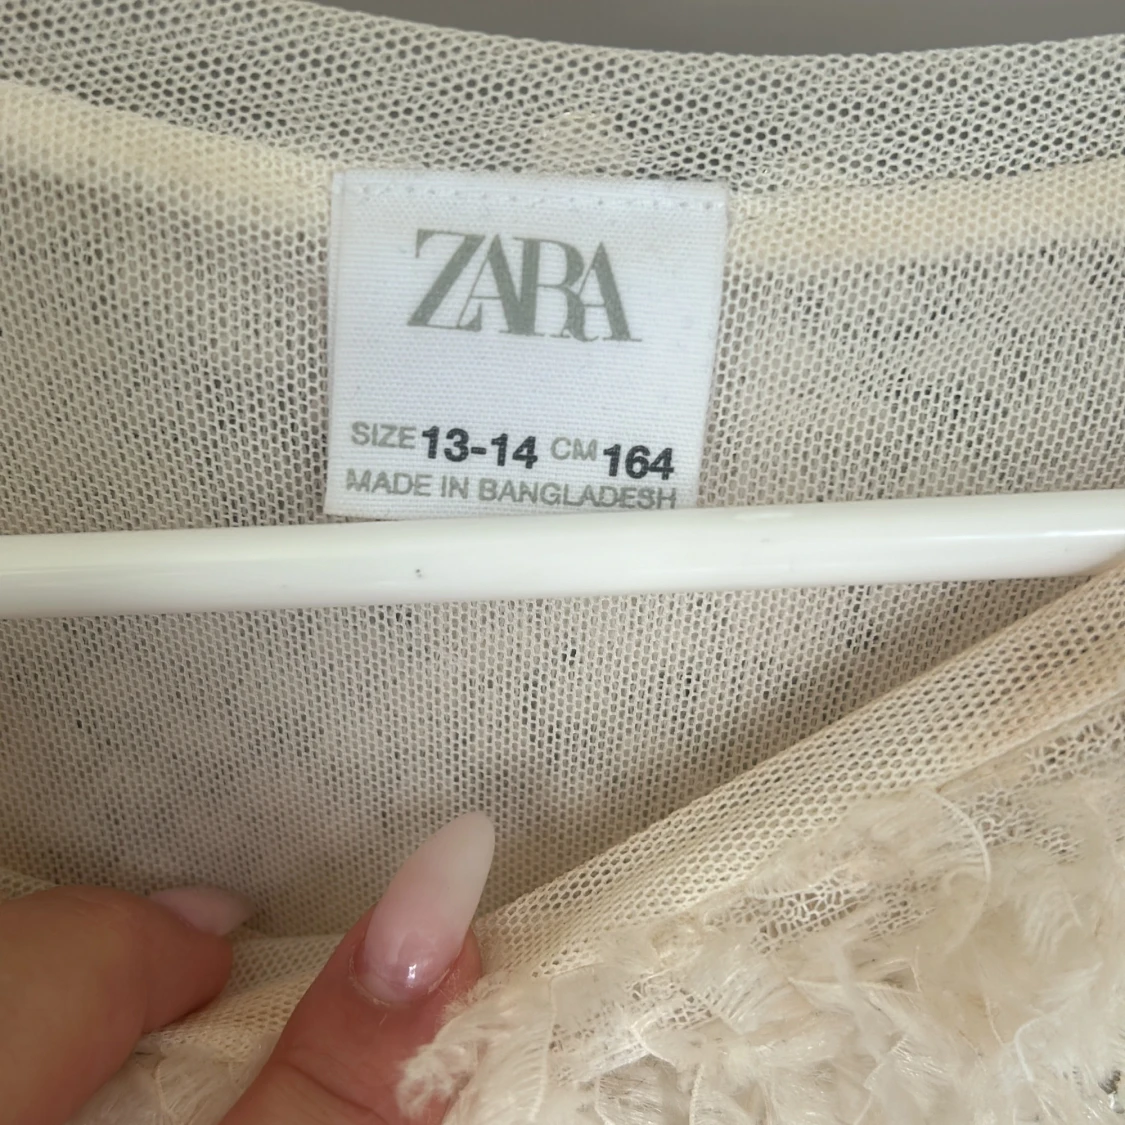 ZARA
SIZE 13-14 CM 164
MADE IN BANGLADESH